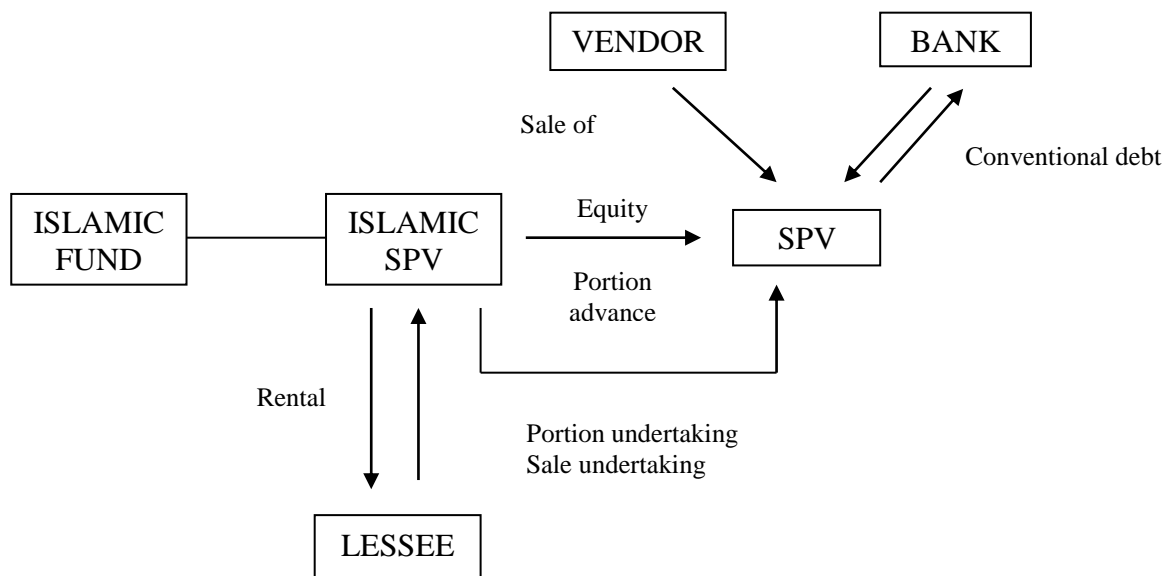 VENDOR
BANK
Sale of
Conventional debt
ISLAMIC
FUND
ISLAMIC
SPV
Equity
SPV
Portion
advance
Rental
Portion undertaking
Sale undertaking
LESSEE